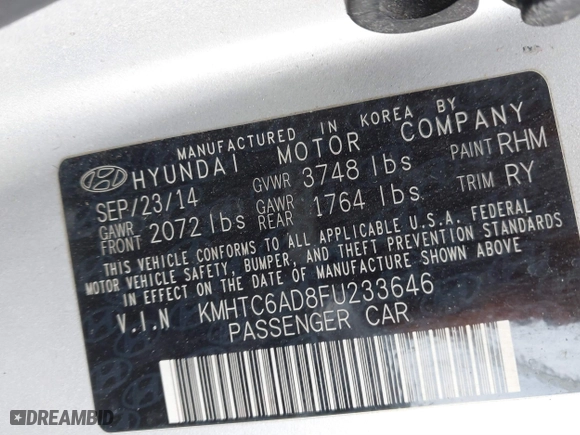 MANUFACTURED IN KOREA BY
HYUNDAI MOTOR COMPANY
SEP/23/14 GVWR 3748 lbs PAINT RHM
GAWR FRONT 2072 lbs GAWR REAR 1764 lbs TRIM RY
THIS VEHICLE CONFORMS TO ALL APPLICABLE U.S.A. FEDERAL
MOTOR VEHICLE SAFETY, BUMPER, AND THEFT PREVENTION STANDARDS
IN EFFECT ON THE DATE OF MANUFACTURE SHOWN ABOVE.
V.I.N KMHTC6AD8FU233646
PASSENGER CAR
DREAMBID